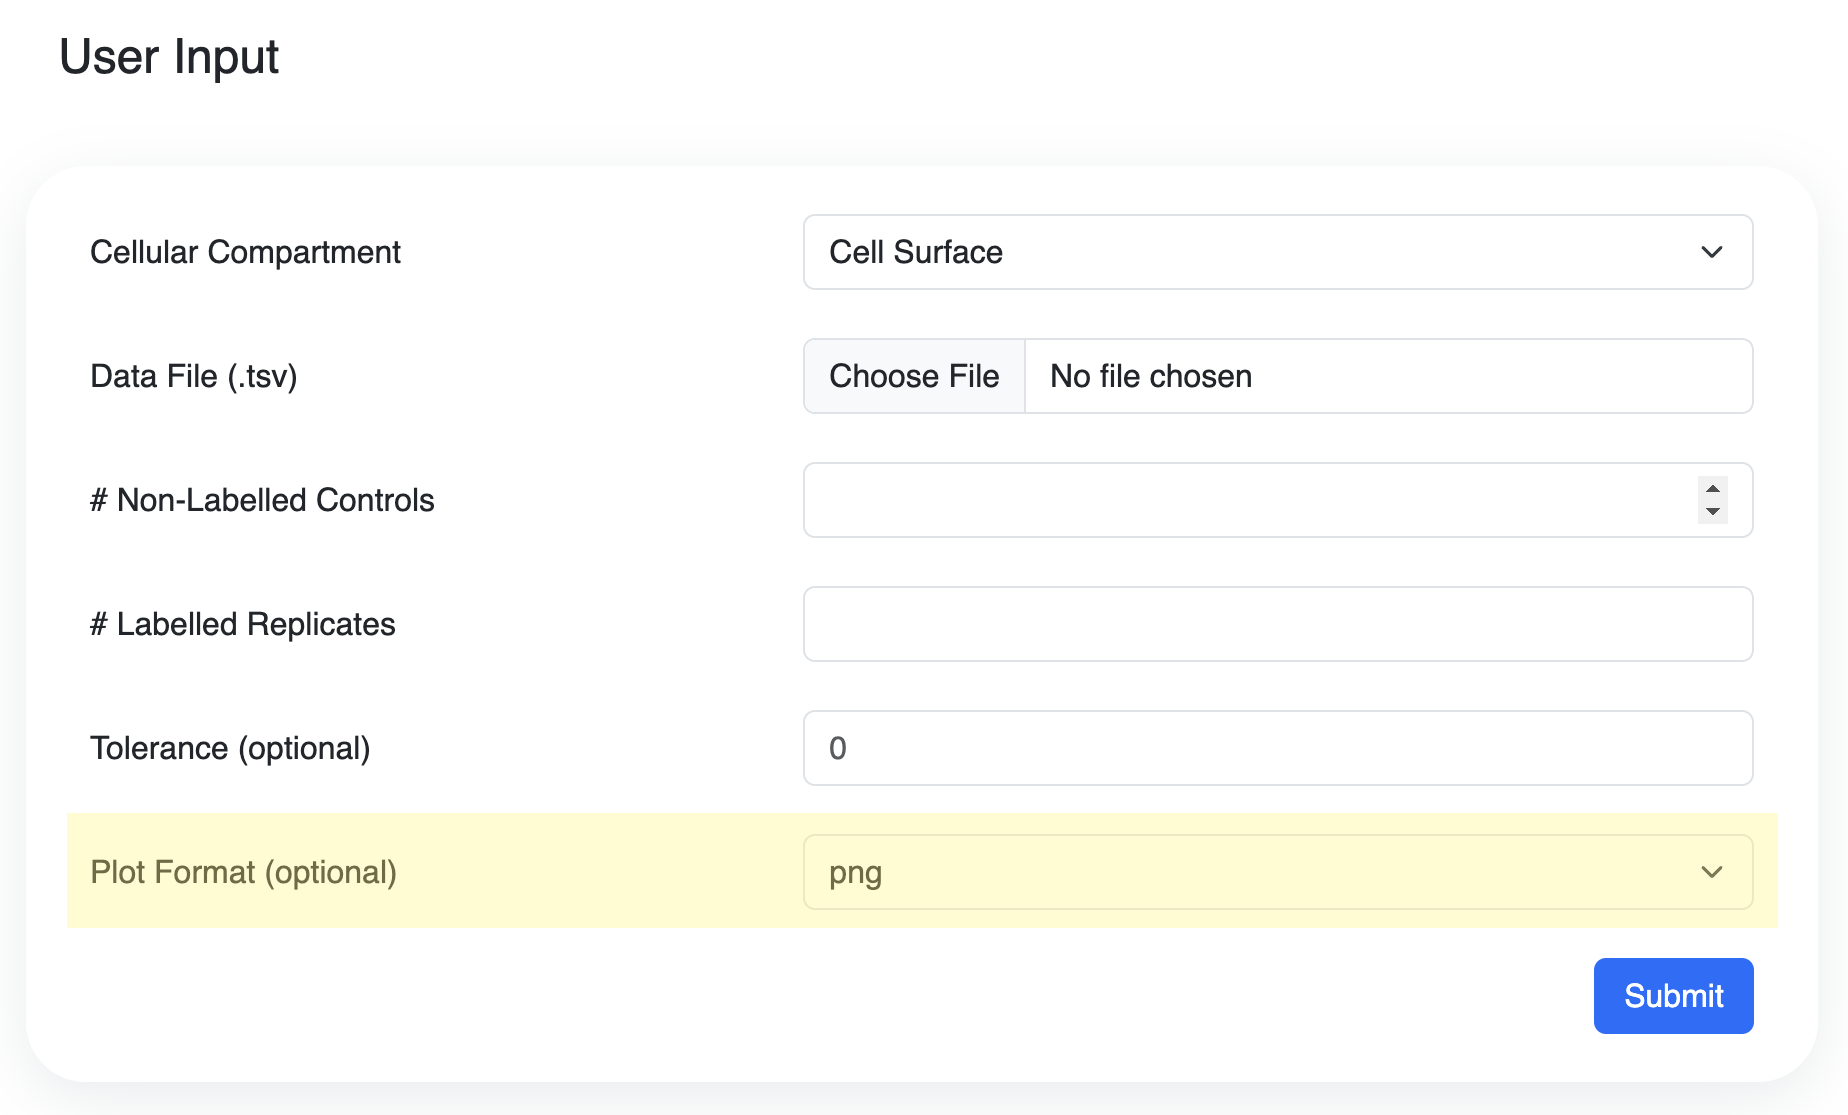 User Input
Cellular Compartment
Cell Surface
Data File (.tsv)
Choose File
No file chosen
# Non-Labelled Controls
# Labelled Replicates
Tolerance (optional)
0
Plot Format (optional)
png
Submit